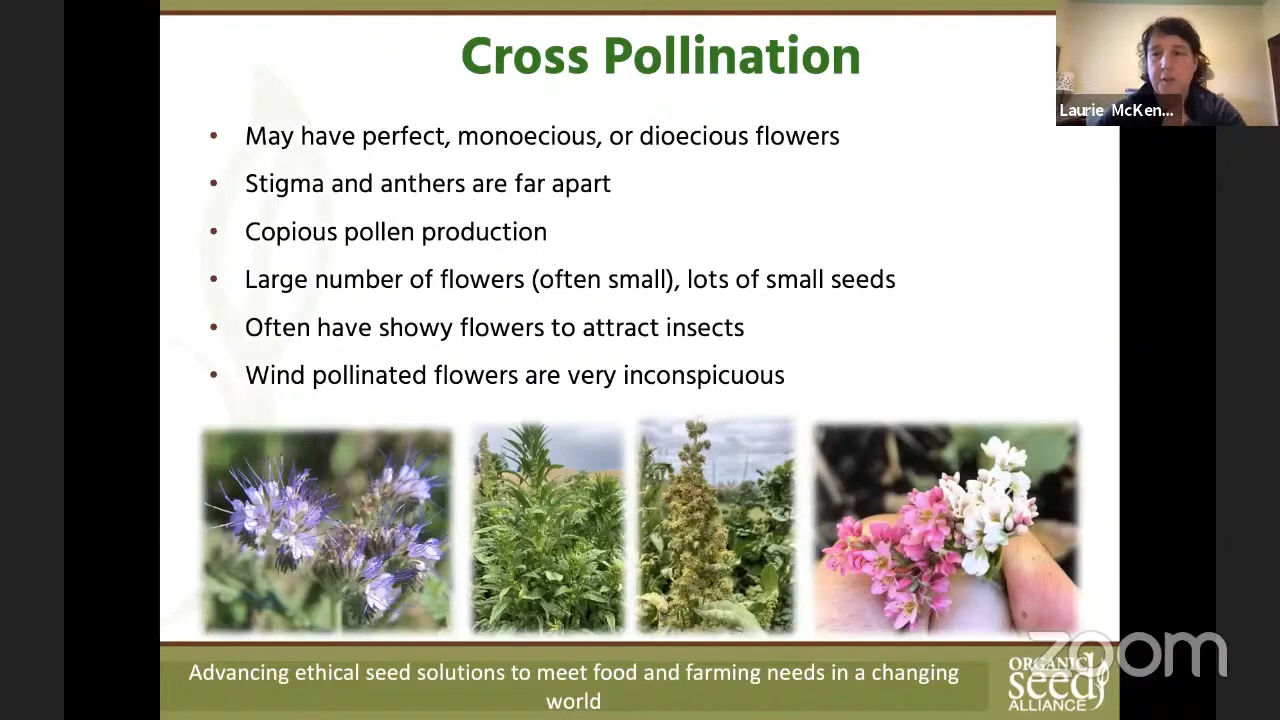 Cross Pollination
Laurie McKen...
• May have perfect, monoecious, or dioecious flowers
• Stigma and anthers are far apart
• Copious pollen production
• Large number of flowers (often small), lots of small seeds
• Often have showy flowers to attract insects
• Wind pollinated flowers are very inconspicuous
Advancing ethical seed solutions to meet food and farming needs in a changing
world
ORGANIC
seed
ALLIANCE
zoom